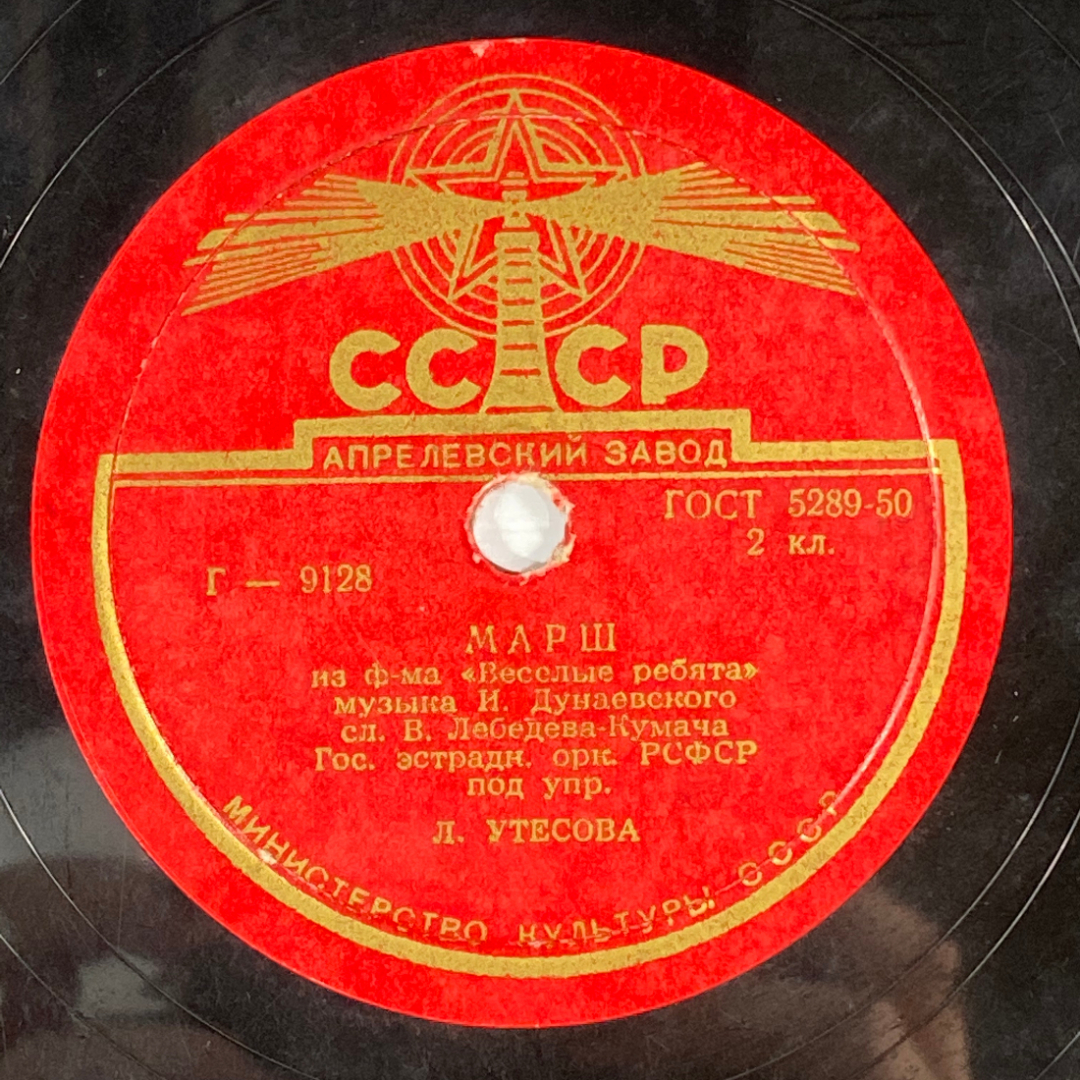 СССР
АПРЕЛЕВСКИЙ ЗАВОД
ГОСТ 5289-50
2 кл.
Г — 9128
МАРШ
из ф-ма «Веселые ребята»
музыка И. Дунаевского
сл. В. Лебедева-Кумача
Гос. эстрадн. орк. РСФСР
под упр.
Л. УТЕСОВА
МИНИСТЕРСТВО КУЛЬТУРЫ СССР